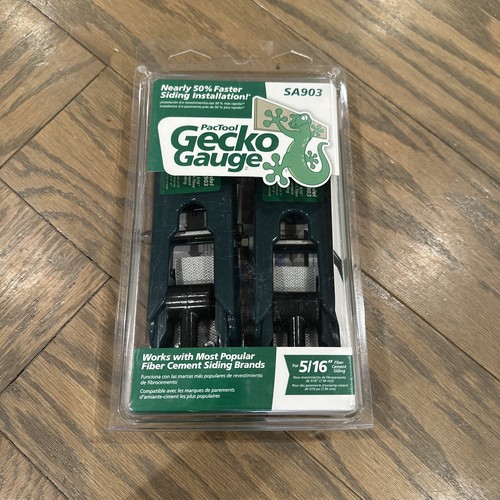 Nearly 50% Faster
Siding Installation!*
SA903
PacTool
Gecko
Gauge
Works with Most Popular
Fiber Cement Siding Brands
Funciona con las marcas más populares de revestimiento
de fibrocemento
Compatible avec les marques de parements
d'amiante-ciment les plus populaires
For 5/16" Fiber
Cement
Siding